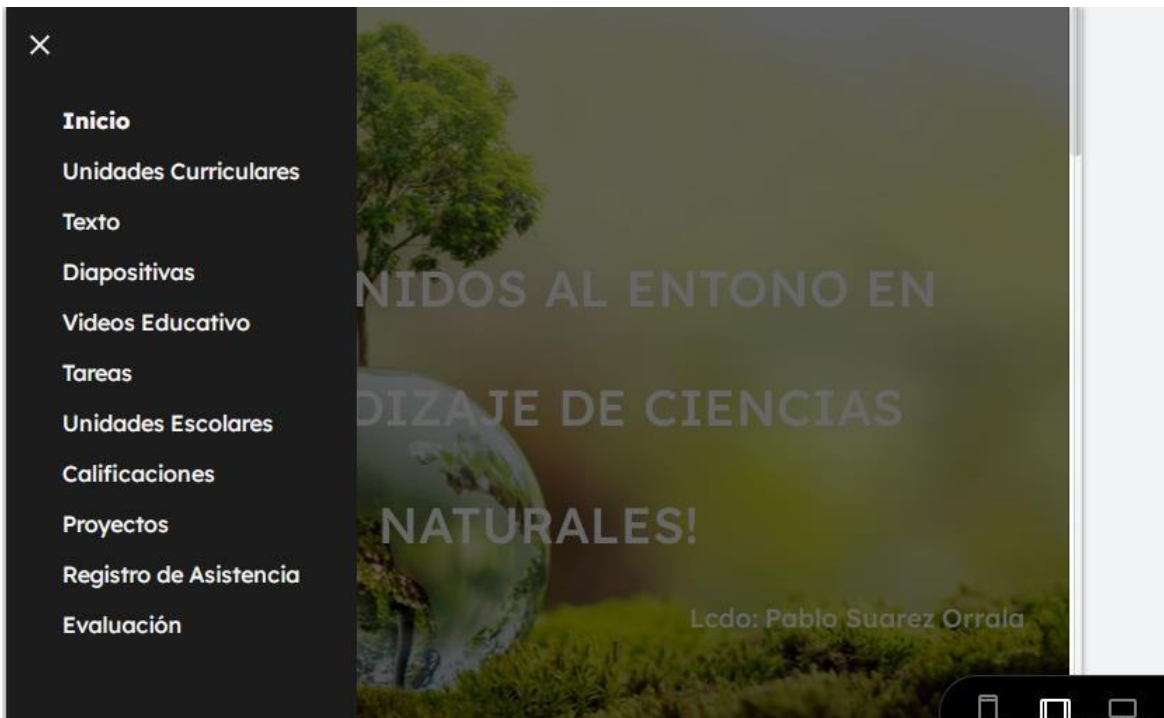 Inicio
Unidades Curriculares
Texto
Diapositivas
Videos Educativo
Tareas
Unidades Escolares
Calificaciones
Proyectos
Registro de Asistencia
Evaluación
NIDOS AL ENTONO EN
DIZAJE DE CIENCIAS
NATURALES!
Lcdo: Pablo Suarez Orrala